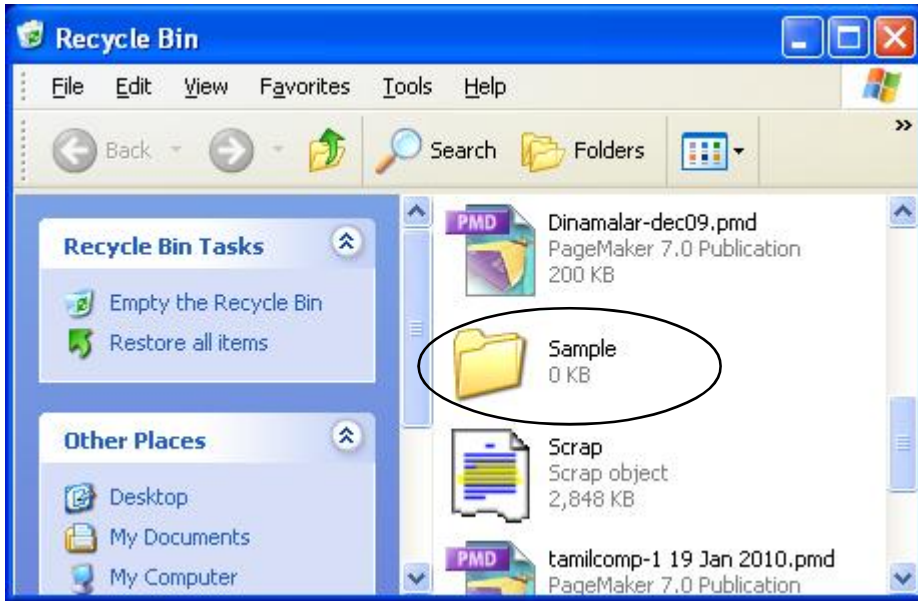 Recycle Bin
File Edit View Favorites Tools Help
Back Search Folders »
Recycle Bin Tasks
Empty the Recycle Bin
Restore all items
Other Places
Desktop
My Documents
My Computer
PMD
Dinamalar-dec09.pmd
PageMaker 7.0 Publication
200 KB
Sample
0 KB
Scrap
Scrap object
2,848 KB
PMD
tamilcomp-1 19 Jan 2010.pmd
PageMaker 7.0 Publication